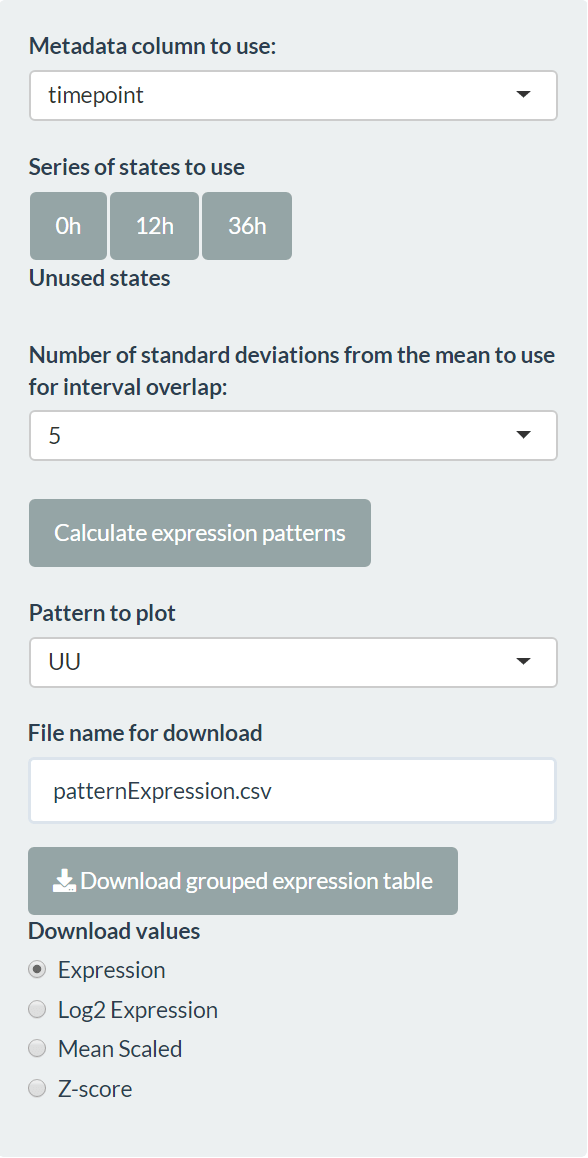 Metadata column to use:
timepoint
Series of states to use
0h 12h 36h
Unused states
Number of standard deviations from the mean to use
for interval overlap:
5
Calculate expression patterns
Pattern to plot
UU
File name for download
patternExpression.csv
Download grouped expression table
Download values
Expression
Log2 Expression
Mean Scaled
Z-score